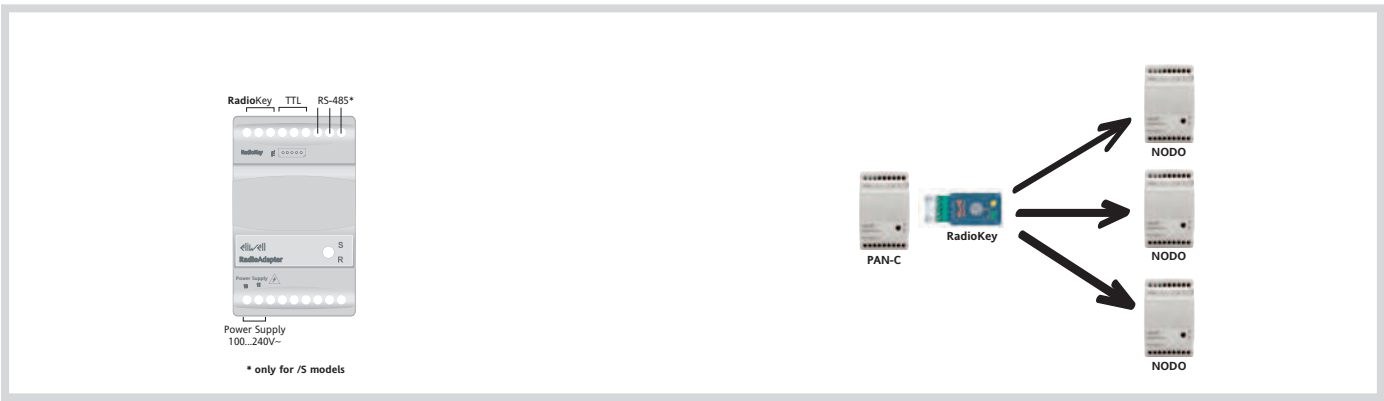 RadioKey TTL RS-485*
RadioKey
eliwell
RadioAdapter
S
R
Power Supply
Power Supply
100...240V~
* only for /S models
PAN-C
RadioKey
NODO
NODO
NODO